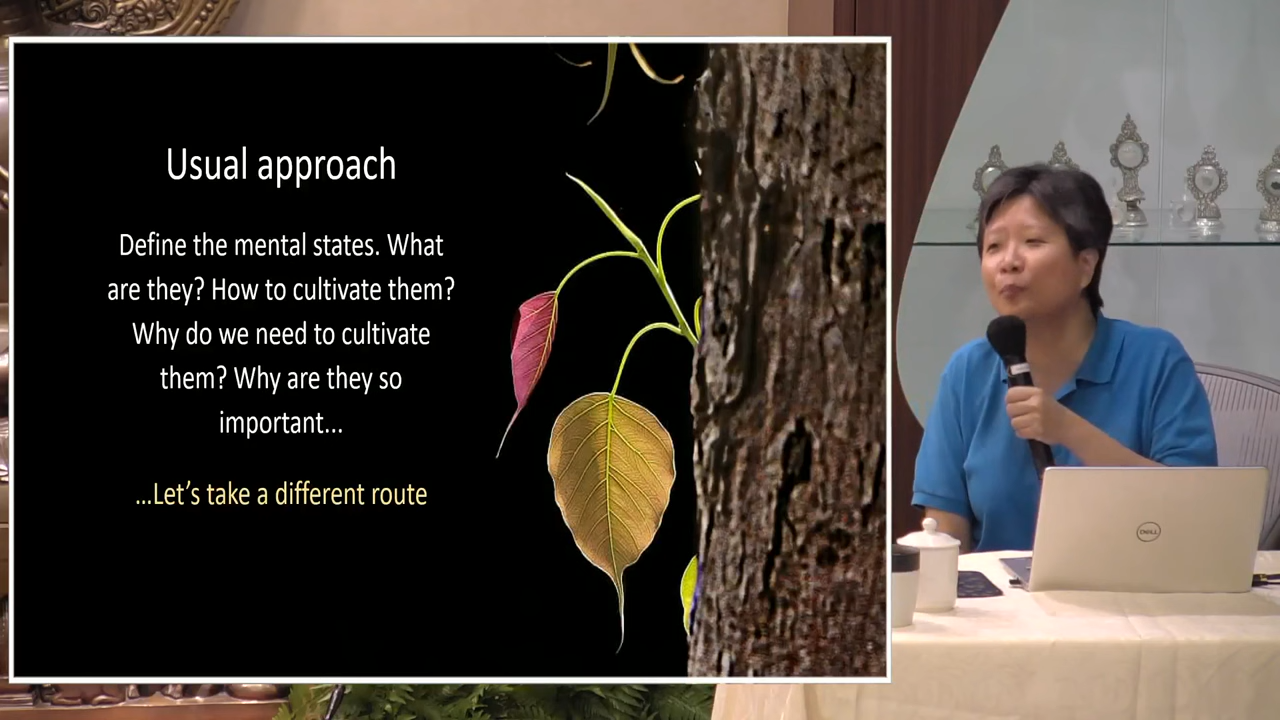 Usual approach
Define the mental states. What
are they? How to cultivate them?
Why do we need to cultivate
them? Why are they so
important...
...Let's take a different route
DELL